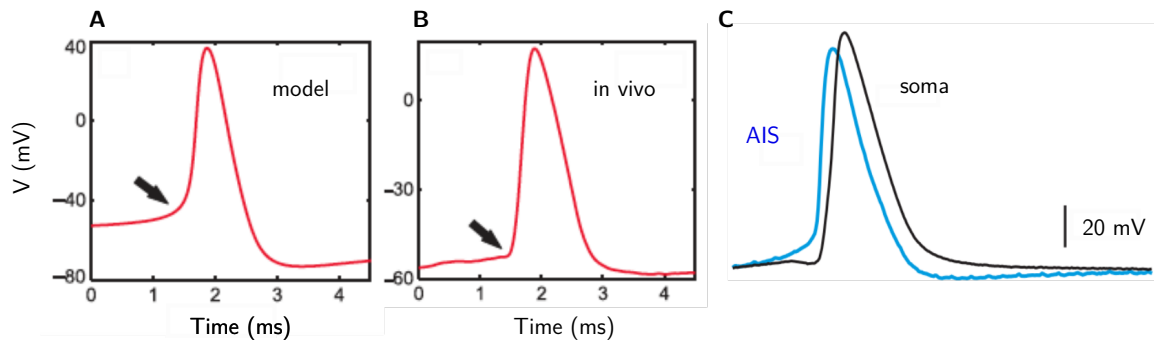 A
B
C
40
0
−40
−80
V (mV)
model
0 1 2 3 4
Time (ms)
0
−30
−60
in vivo
0 1 2 3 4
Time (ms)
soma
AIS
20 mV